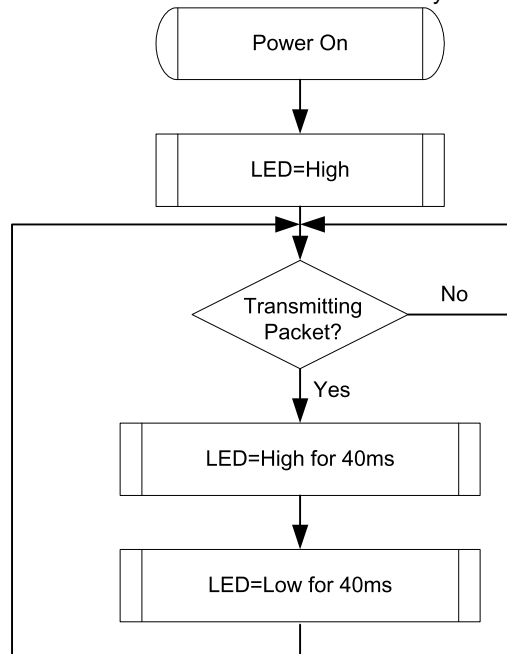 Power On
LED=High
Transmitting
Packet?
No
Yes
LED=High for 40ms
LED=Low for 40ms